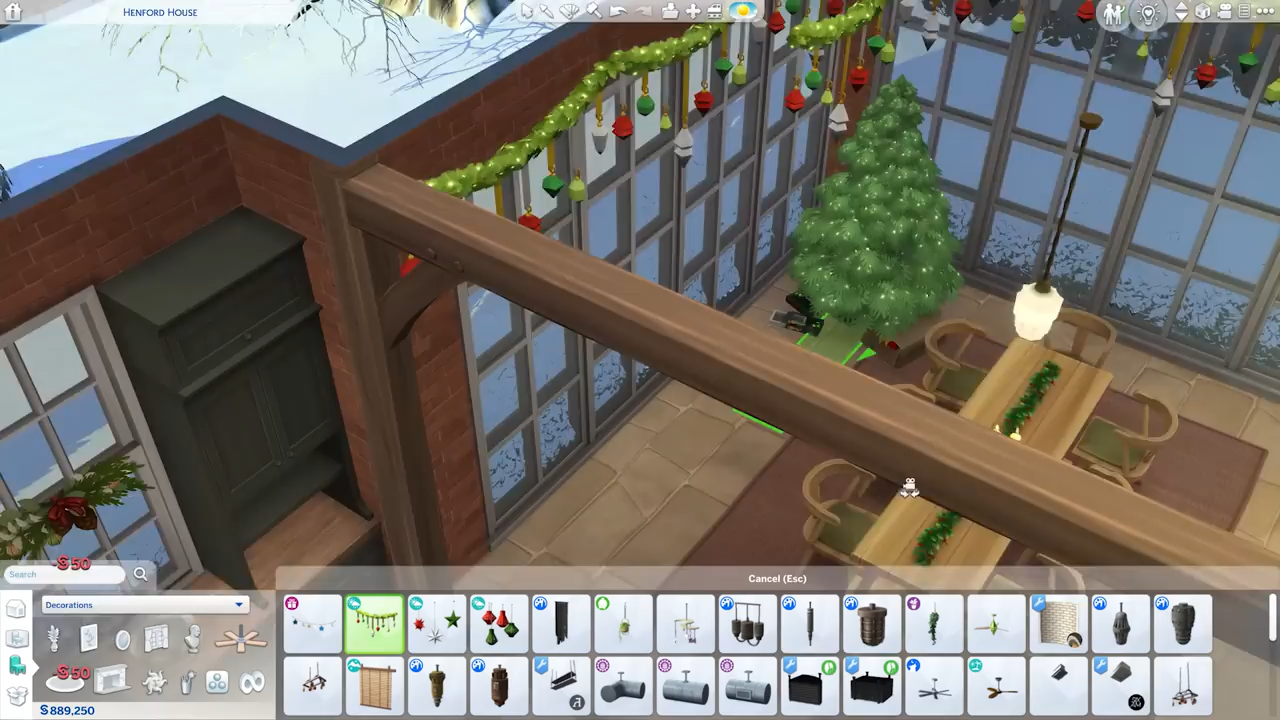 HENFORD HOUSE
-§50
Search
Cancel (Esc)
Decorations
-§50
§889,250